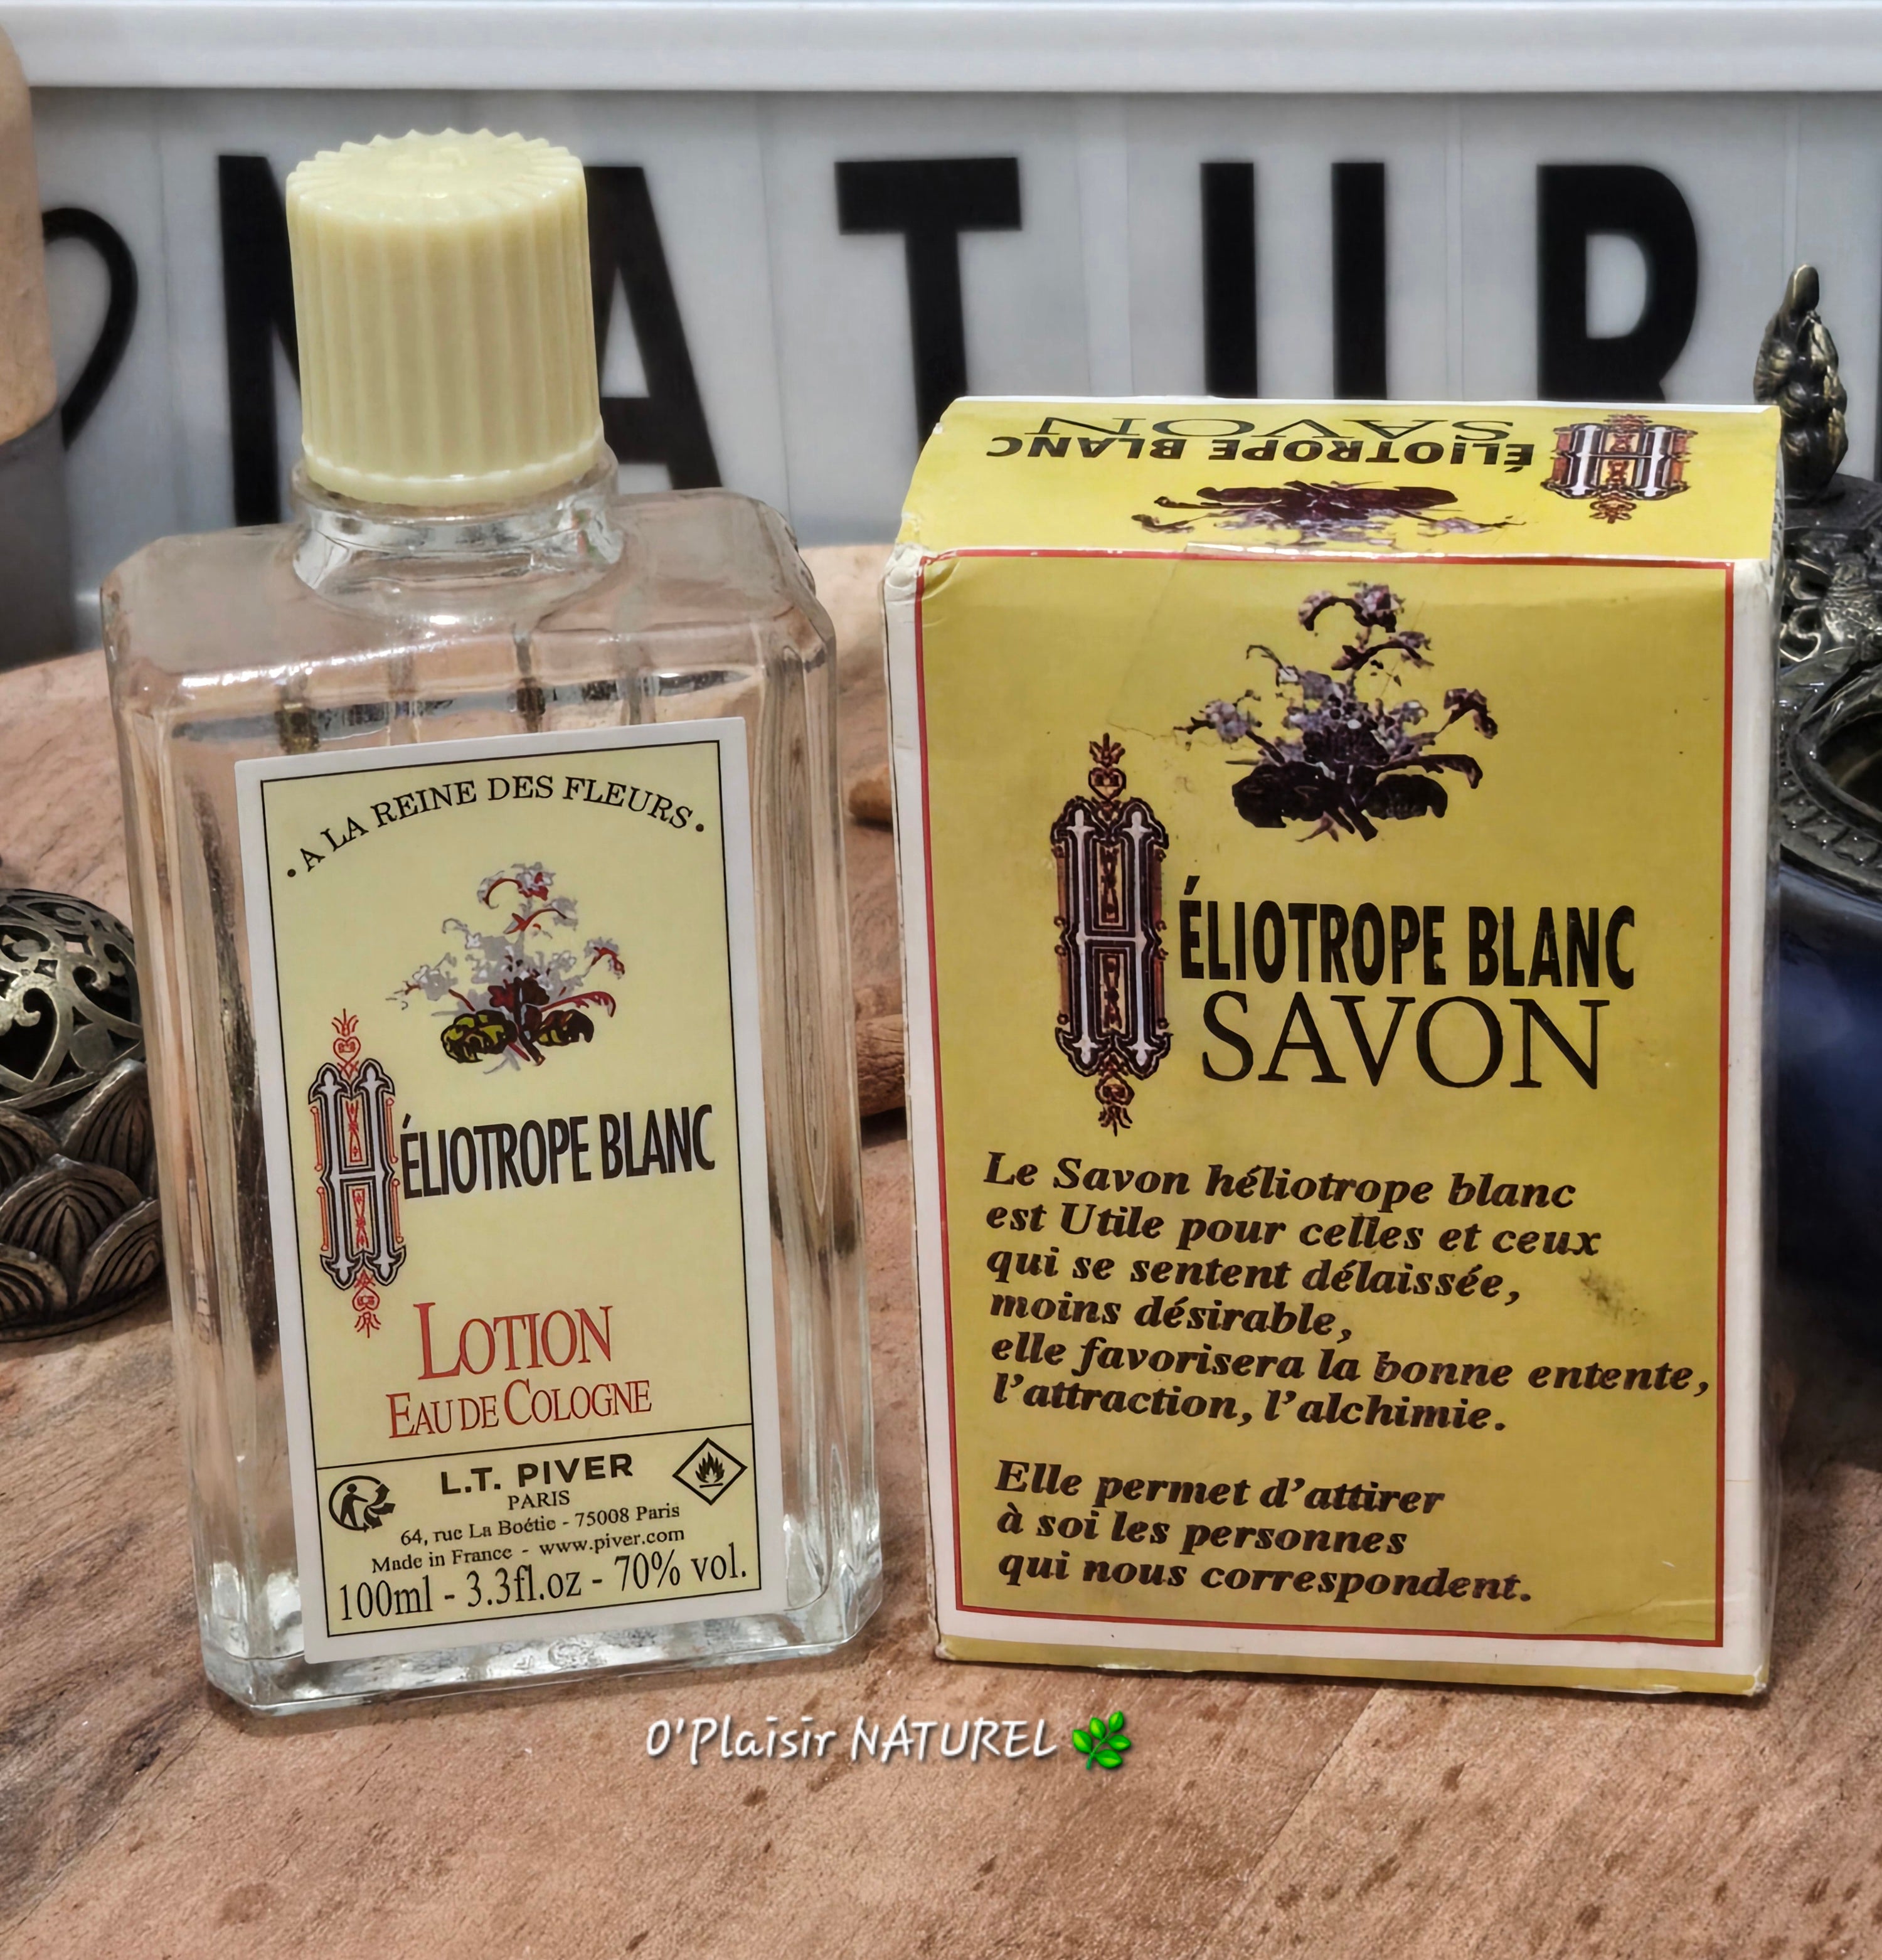 NATUR
· A LA REINE DES FLEURS ·
HÉLIOTROPE BLANC
LOTION
EAU DE COLOGNE
L.T. PIVER
PARIS
64, rue La Boétie - 75008 Paris
Made in France - www.piver.com
100ml - 3.3fl.oz - 70% vol.
HÉLIOTROPE BLANC
SAVON
HÉLIOTROPE BLANC
SAVON
Le Savon héliotrope blanc
est Utile pour celles et ceux
qui se sentent délaissée,
moins désirable,
elle favorisera la bonne entente,
l'attraction, l'alchimie.
Elle permet d'attirer
à soi les personnes
qui nous correspondent.
O'Plaisir NATUREL